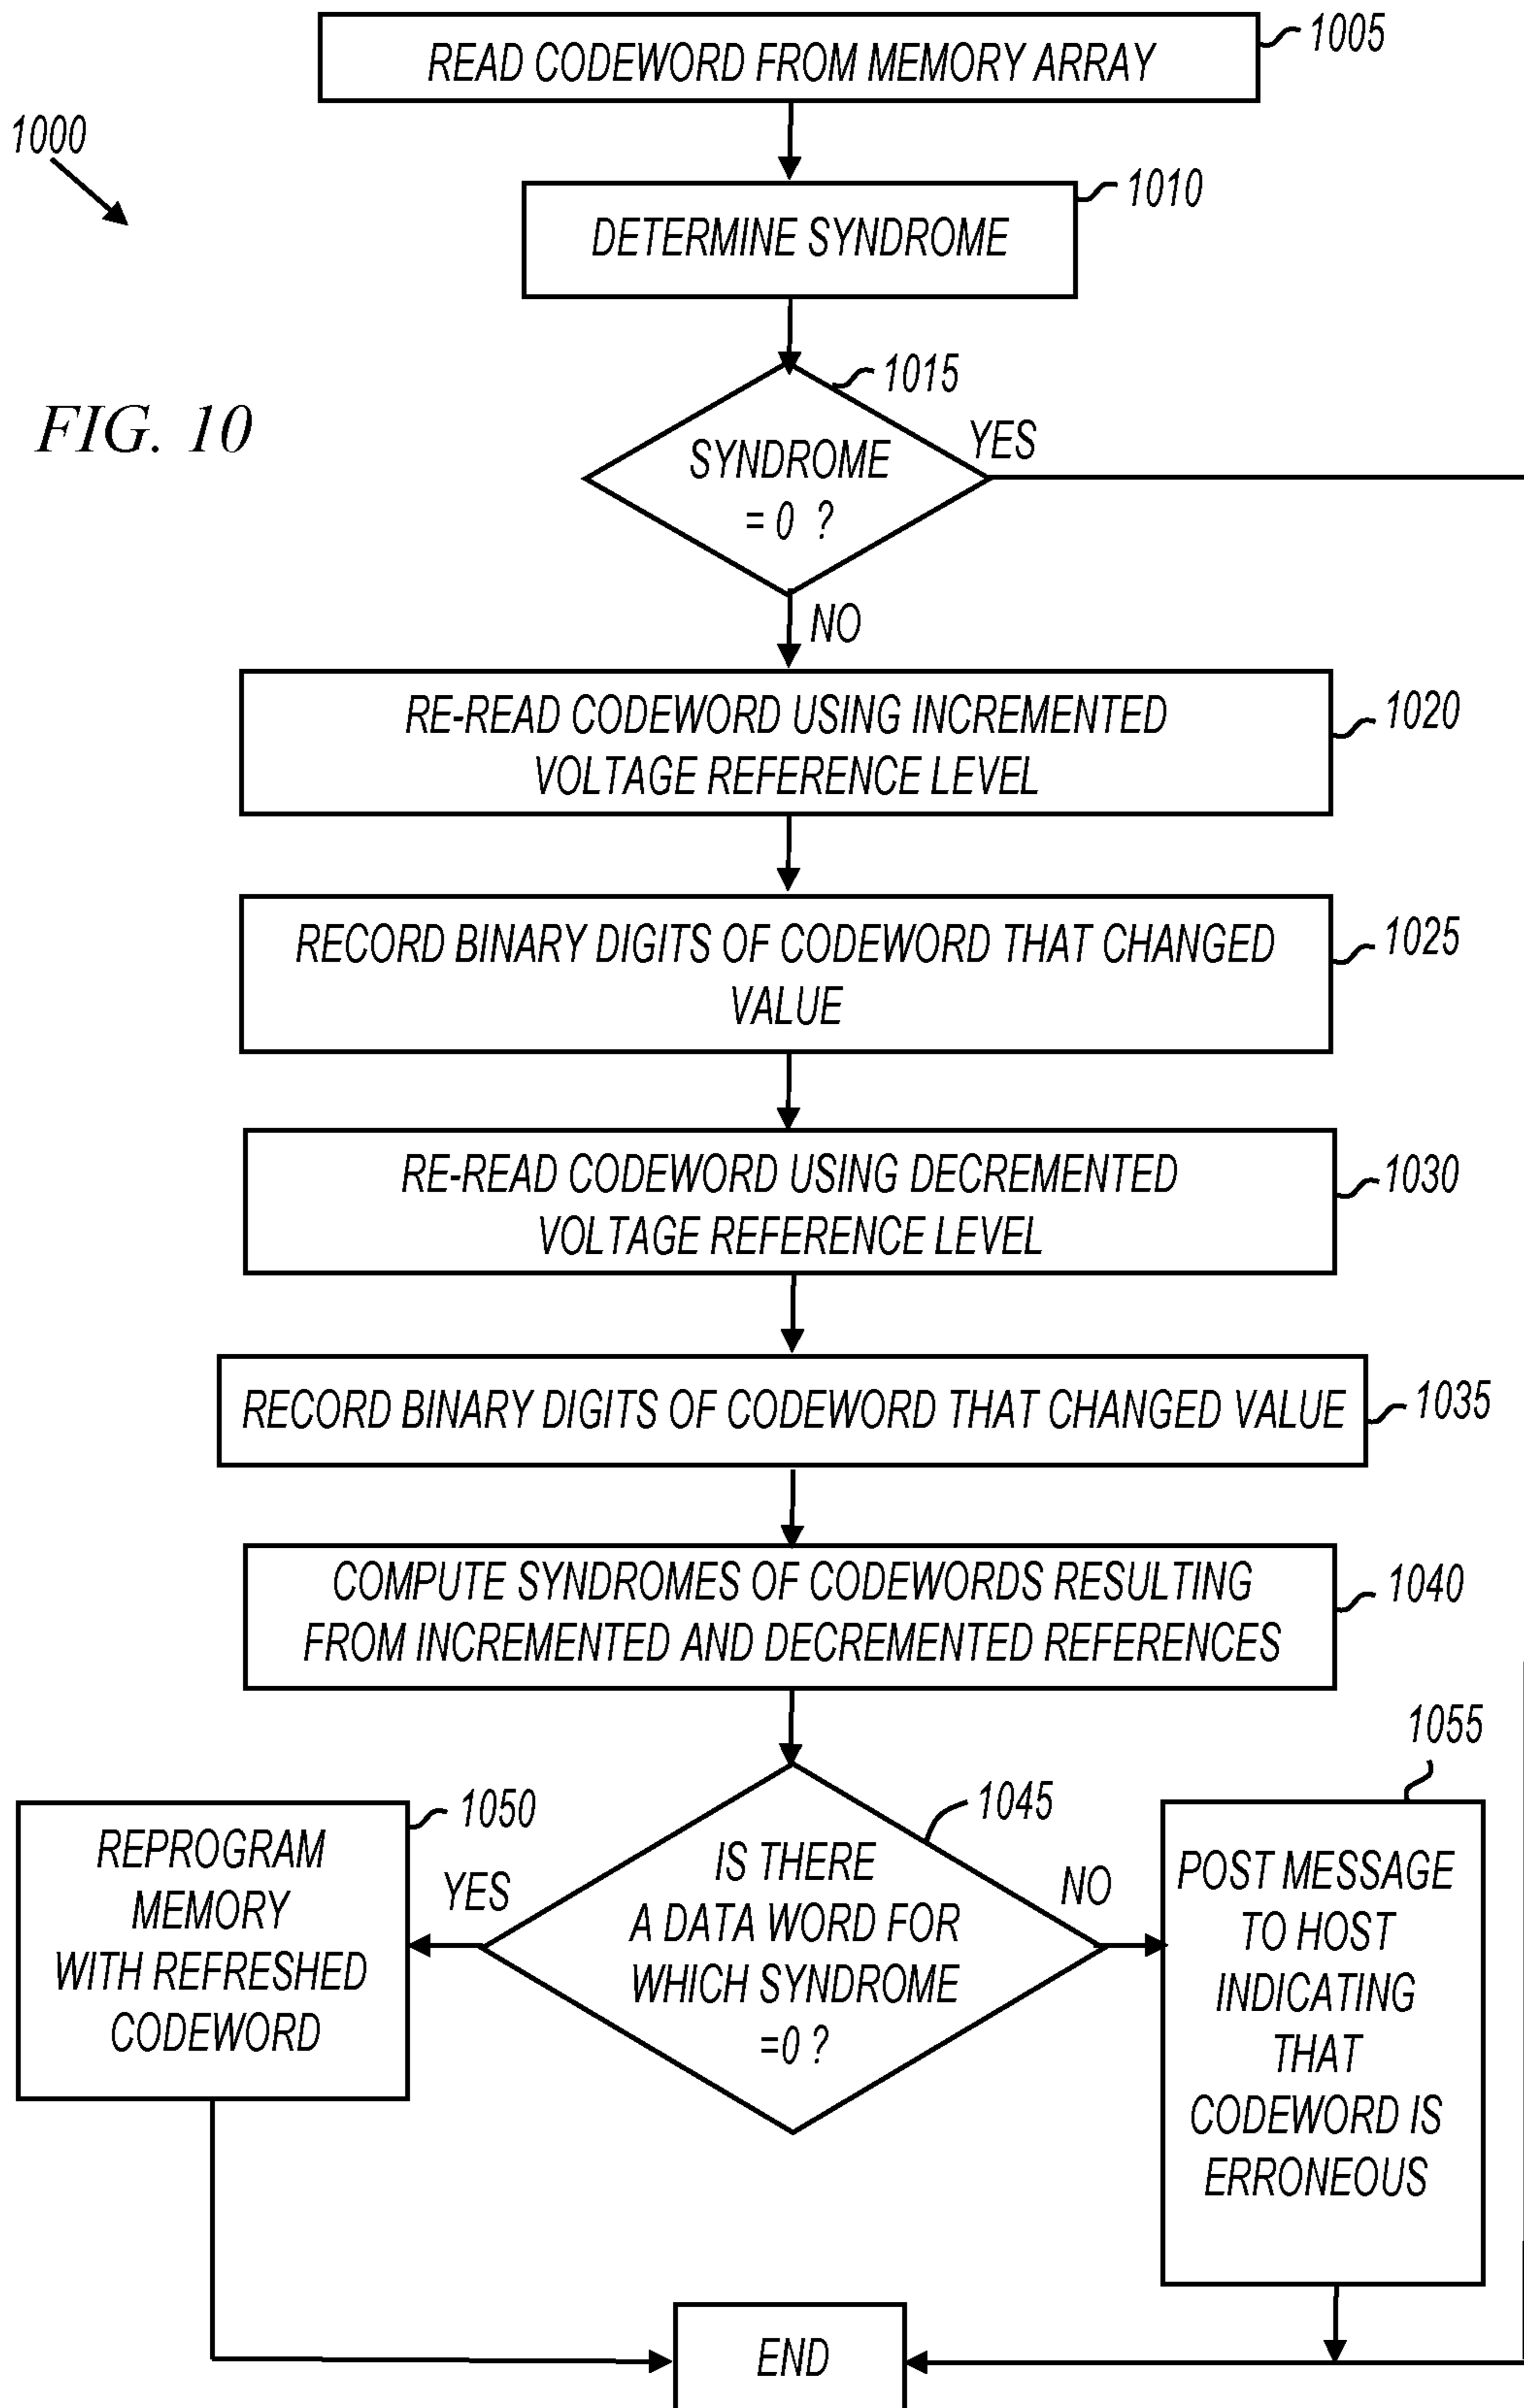 READ CODEWORD FROM MEMORY ARRAY
1005
1000
DETERMINE SYNDROME
1010
FIG. 10
SYNDROME
= 0 ?
1015
YES
NO
RE-READ CODEWORD USING INCREMENTED
VOLTAGE REFERENCE LEVEL
1020
RECORD BINARY DIGITS OF CODEWORD THAT CHANGED
VALUE
1025
RE-READ CODEWORD USING DECREMENTED
VOLTAGE REFERENCE LEVEL
1030
RECORD BINARY DIGITS OF CODEWORD THAT CHANGED VALUE
1035
COMPUTE SYNDROMES OF CODEWORDS RESULTING
FROM INCREMENTED AND DECREMENTED REFERENCES
1040
IS THERE
A DATA WORD FOR
WHICH SYNDROME
=0 ?
1045
YES
NO
REPROGRAM
MEMORY
WITH REFRESHED
CODEWORD
1050
POST MESSAGE
TO HOST
INDICATING
THAT
CODEWORD IS
ERRONEOUS
1055
END